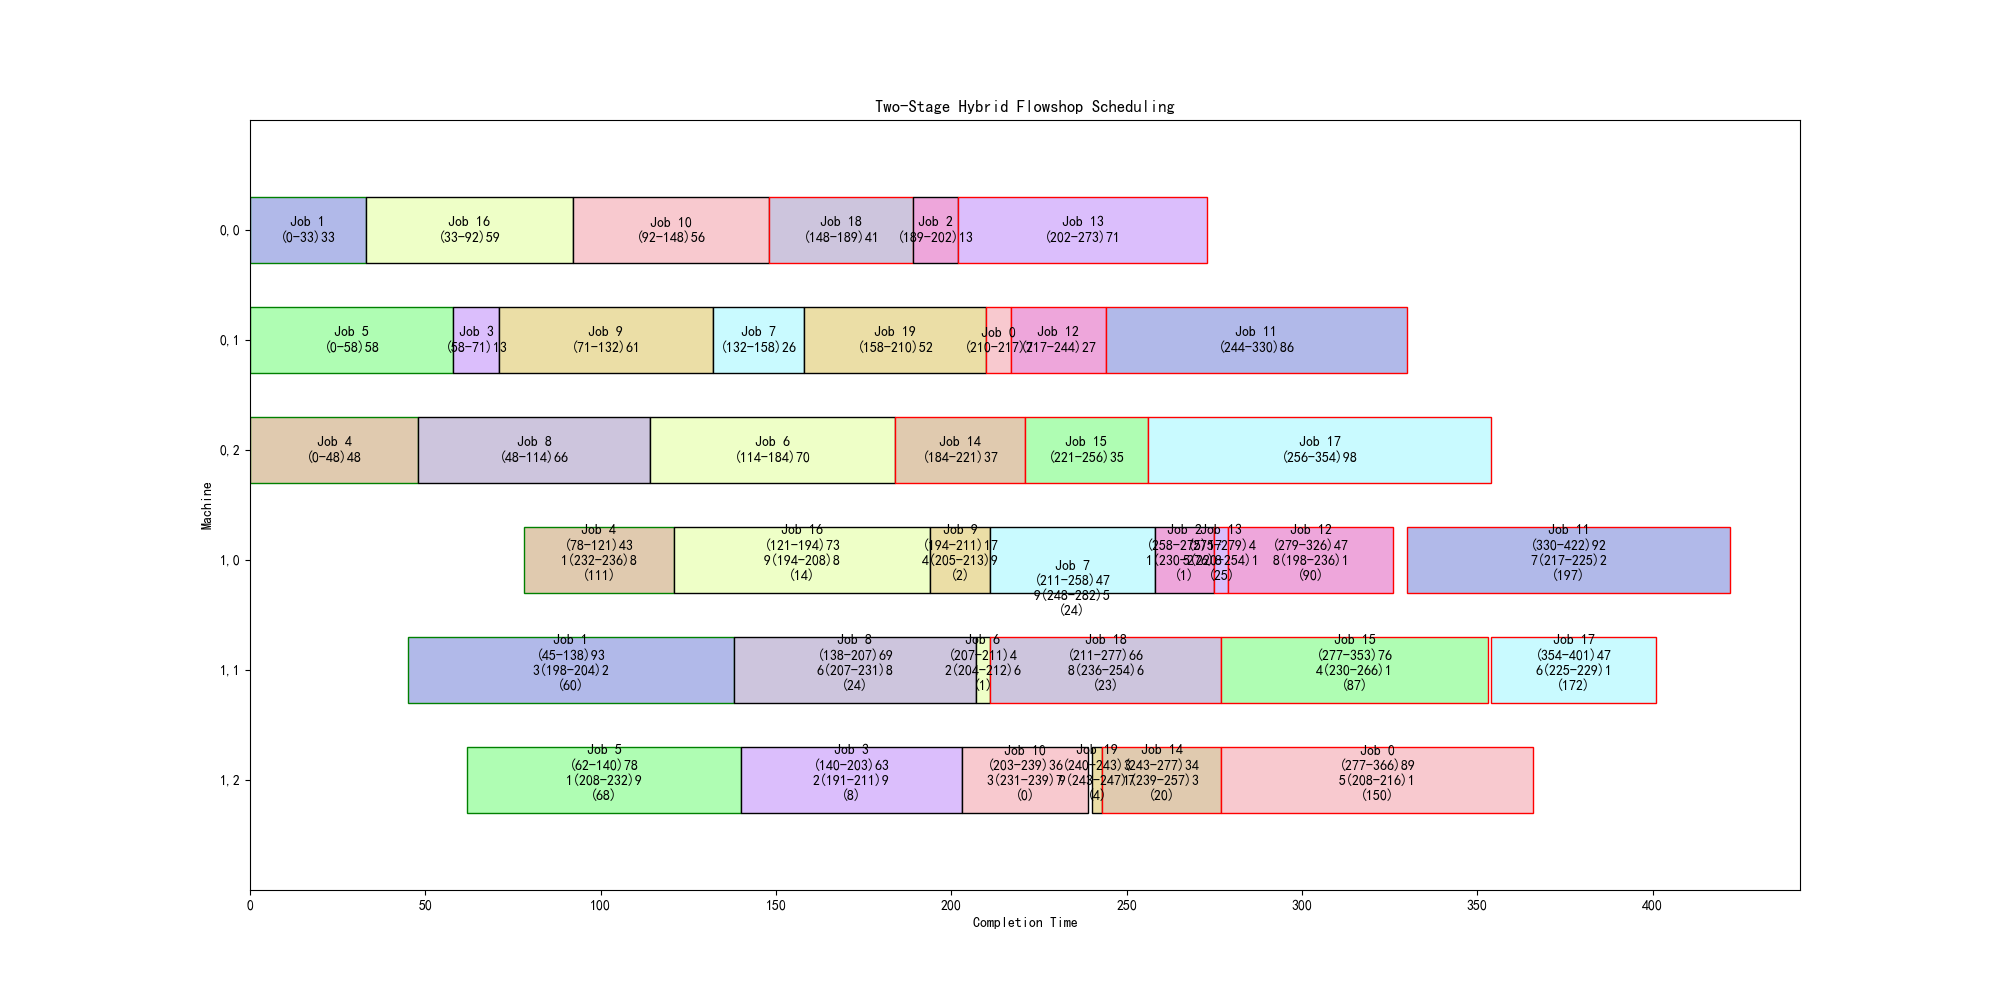 Two-Stage Hybrid Flowshop Scheduling
Machine
0,0
Job 1
(0-33)33
Job 16
(33-92)59
Job 10
(92-148)56
Job 18
(148-189)41
Job 2
(189-202)13
Job 13
(202-273)71
0,1
Job 5
(0-58)58
Job 3
(58-71)13
Job 9
(71-132)61
Job 7
(132-158)26
Job 19
(158-210)52
Job 0
(210-217)7
Job 12
(217-244)27
Job 11
(244-330)86
0,2
Job 4
(0-48)48
Job 8
(48-114)66
Job 6
(114-184)70
Job 14
(184-221)37
Job 15
(221-256)35
Job 17
(256-354)98
1,0
Job 4
(78-121)43
1(232-236)8
(111)
Job 16
(121-194)73
9(194-208)8
(14)
Job 9
(194-211)17
4(205-213)9
(2)
Job 7
(211-258)47
9(248-282)5
(24)
Job 2
(258-275)17
(1)
Job 13
(275-279)4
(25)
Job 12
(279-326)47
8(198-236)1
(90)
Job 11
(330-422)92
7(217-225)2
(197)
1,1
Job 1
(45-138)93
3(198-204)2
(60)
Job 8
(138-207)69
6(207-231)8
(24)
Job 6
(207-211)4
2(204-212)6
(1)
Job 18
(211-277)66
8(236-254)6
(23)
Job 15
(277-353)76
4(230-266)1
(87)
Job 17
(354-401)47
6(225-229)1
(172)
1,2
Job 5
(62-140)78
1(208-232)9
(68)
Job 3
(140-203)63
2(191-211)9
(8)
Job 10
(203-239)36
3(231-239)7
(0)
Job 19
(240-243)3
9(243-247)7
(4)
Job 14
(243-277)34
1(239-257)3
(20)
Job 0
(277-366)89
5(208-216)1
(150)
0
50
100
150
200
250
300
350
400
Completion Time